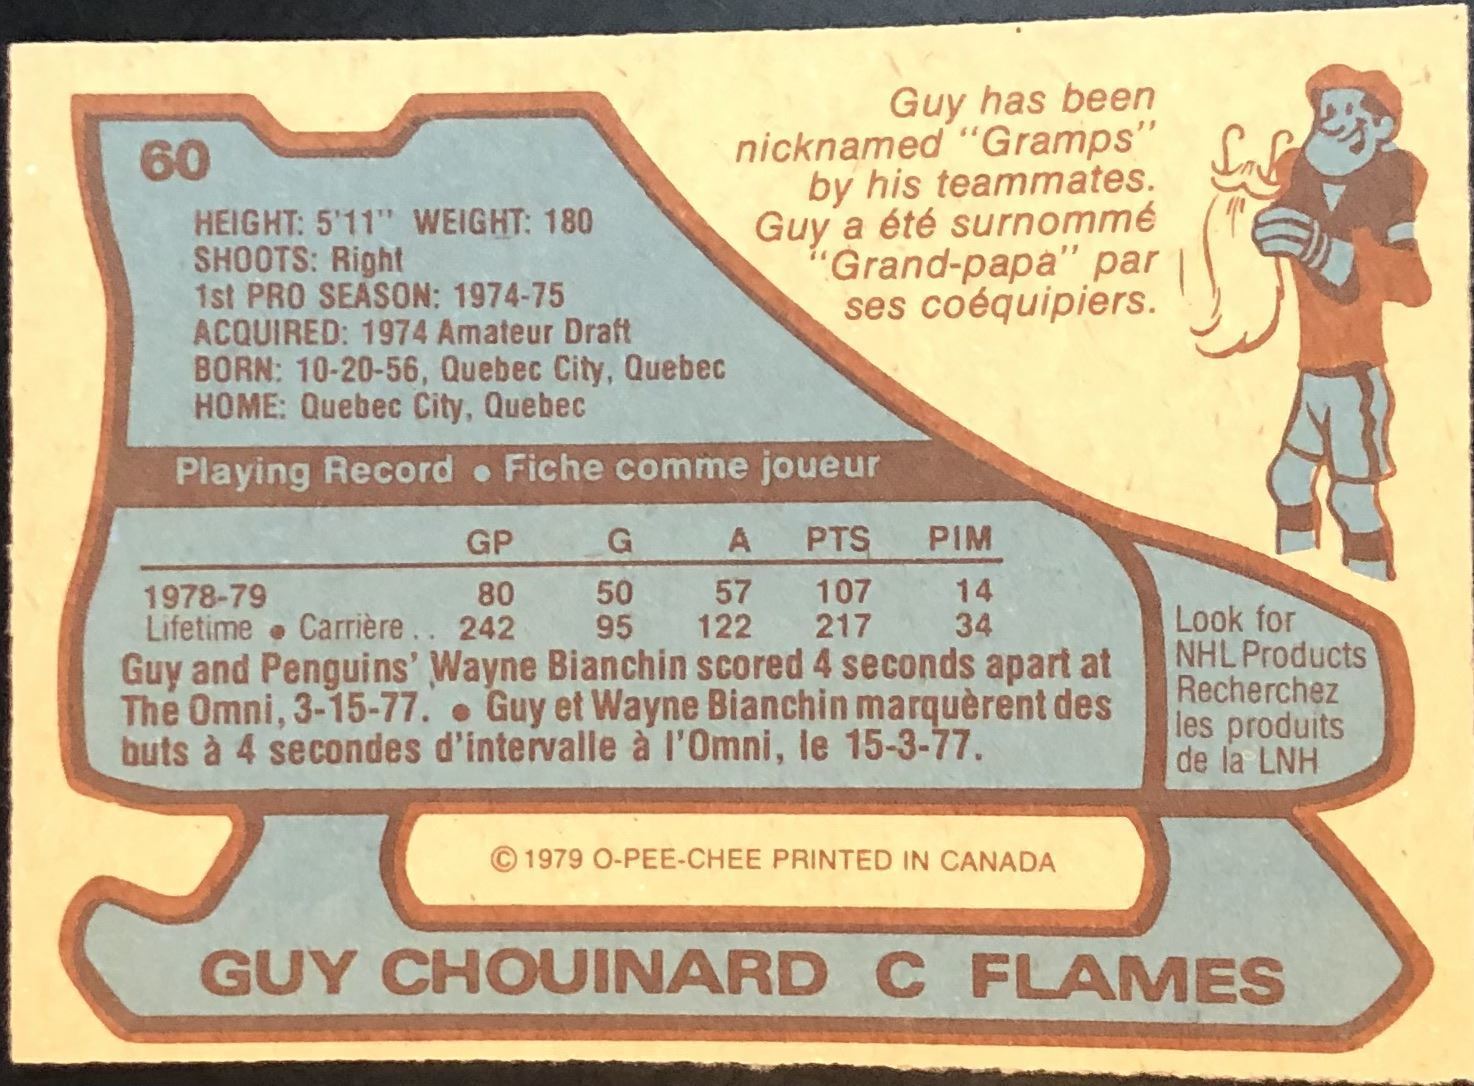 60
Guy has been
nicknamed "Gramps"
by his teammates.
Guy a été surnommé
"Grand-papa" par
ses coéquipiers.
HEIGHT: 5'11" WEIGHT: 180
SHOOTS: Right
1st PRO SEASON: 1974-75
ACQUIRED: 1974 Amateur Draft
BORN: 10-20-56, Quebec City, Quebec
HOME: Quebec City, Quebec
Playing Record • Fiche comme joueur
GP G A PTS PIM
1978-79 80 50 57 107 14
Lifetime • Carrière .. 242 95 122 217 34
Guy and Penguins' Wayne Bianchin scored 4 seconds apart at
The Omni, 3-15-77. • Guy et Wayne Bianchin marquèrent des
buts à 4 secondes d'intervalle à l'Omni, le 15-3-77.
Look for
NHL Products
Recherchez
les produits
de la LNH
© 1979 O-PEE-CHEE PRINTED IN CANADA
GUY CHOUINARD C FLAMES